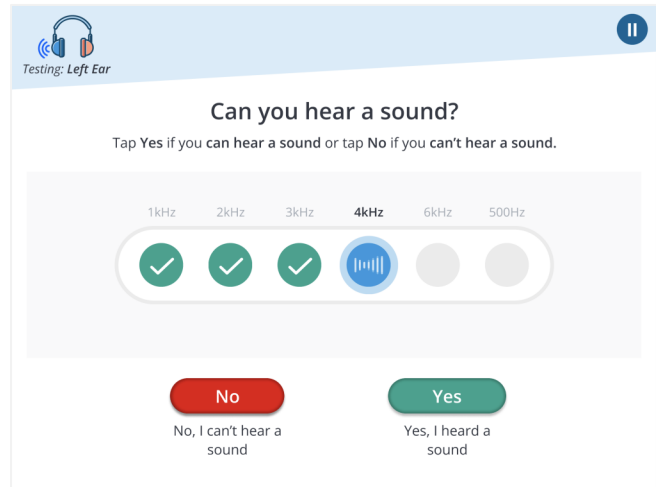 Testing: Left Ear
Can you hear a sound?
Tap Yes if you can hear a sound or tap No if you can't hear a sound.
1kHz 2kHz 3kHz 4kHz 6kHz 500Hz
No Yes
No, I can't hear a
sound
Yes, I heard a
sound